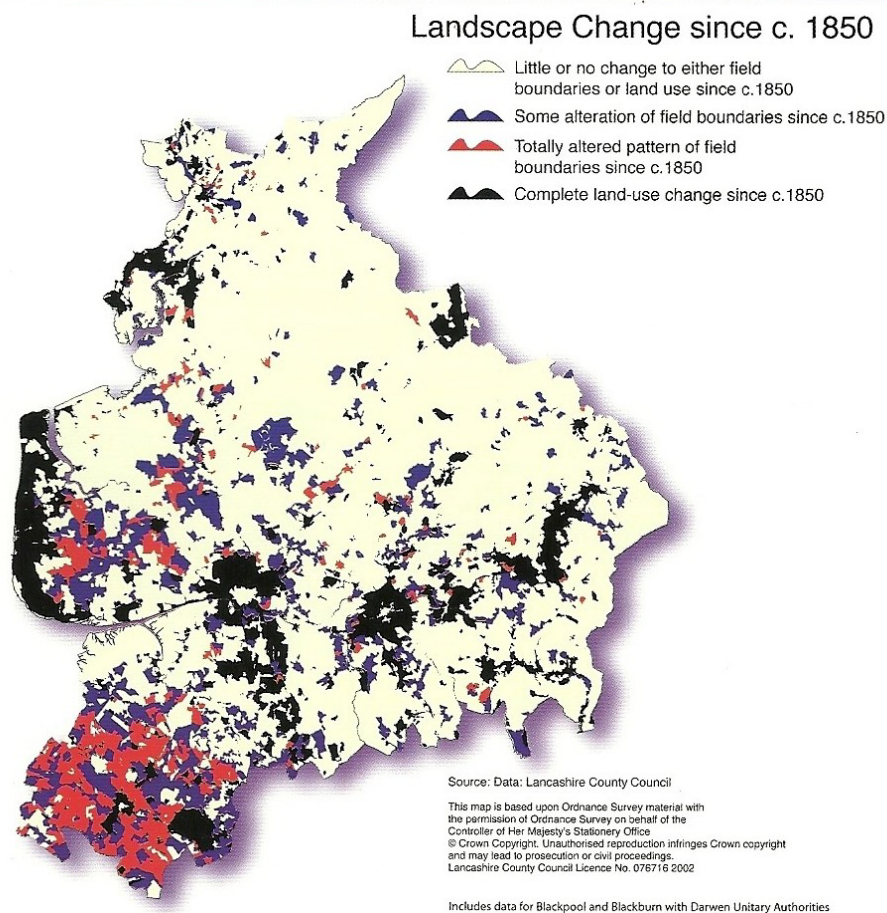 Landscape Change since c. 1850
Little or no change to either field
boundaries or land use since c.1850
Some alteration of field boundaries since c.1850
Totally altered pattern of field
boundaries since c.1850
Complete land-use change since c.1850
Source: Data: Lancashire County Council
This map is based upon Ordnance Survey material with
the permission of Ordnance Survey on behalf of the
Controller of Her Majesty's Stationery Office
© Crown Copyright. Unauthorised reproduction infringes Crown copyright
and may lead to prosecution or civil proceedings.
Lancashire County Council Licence No. 076716 2002
Includes data for Blackpool and Blackburn with Darwen Unitary Authorities